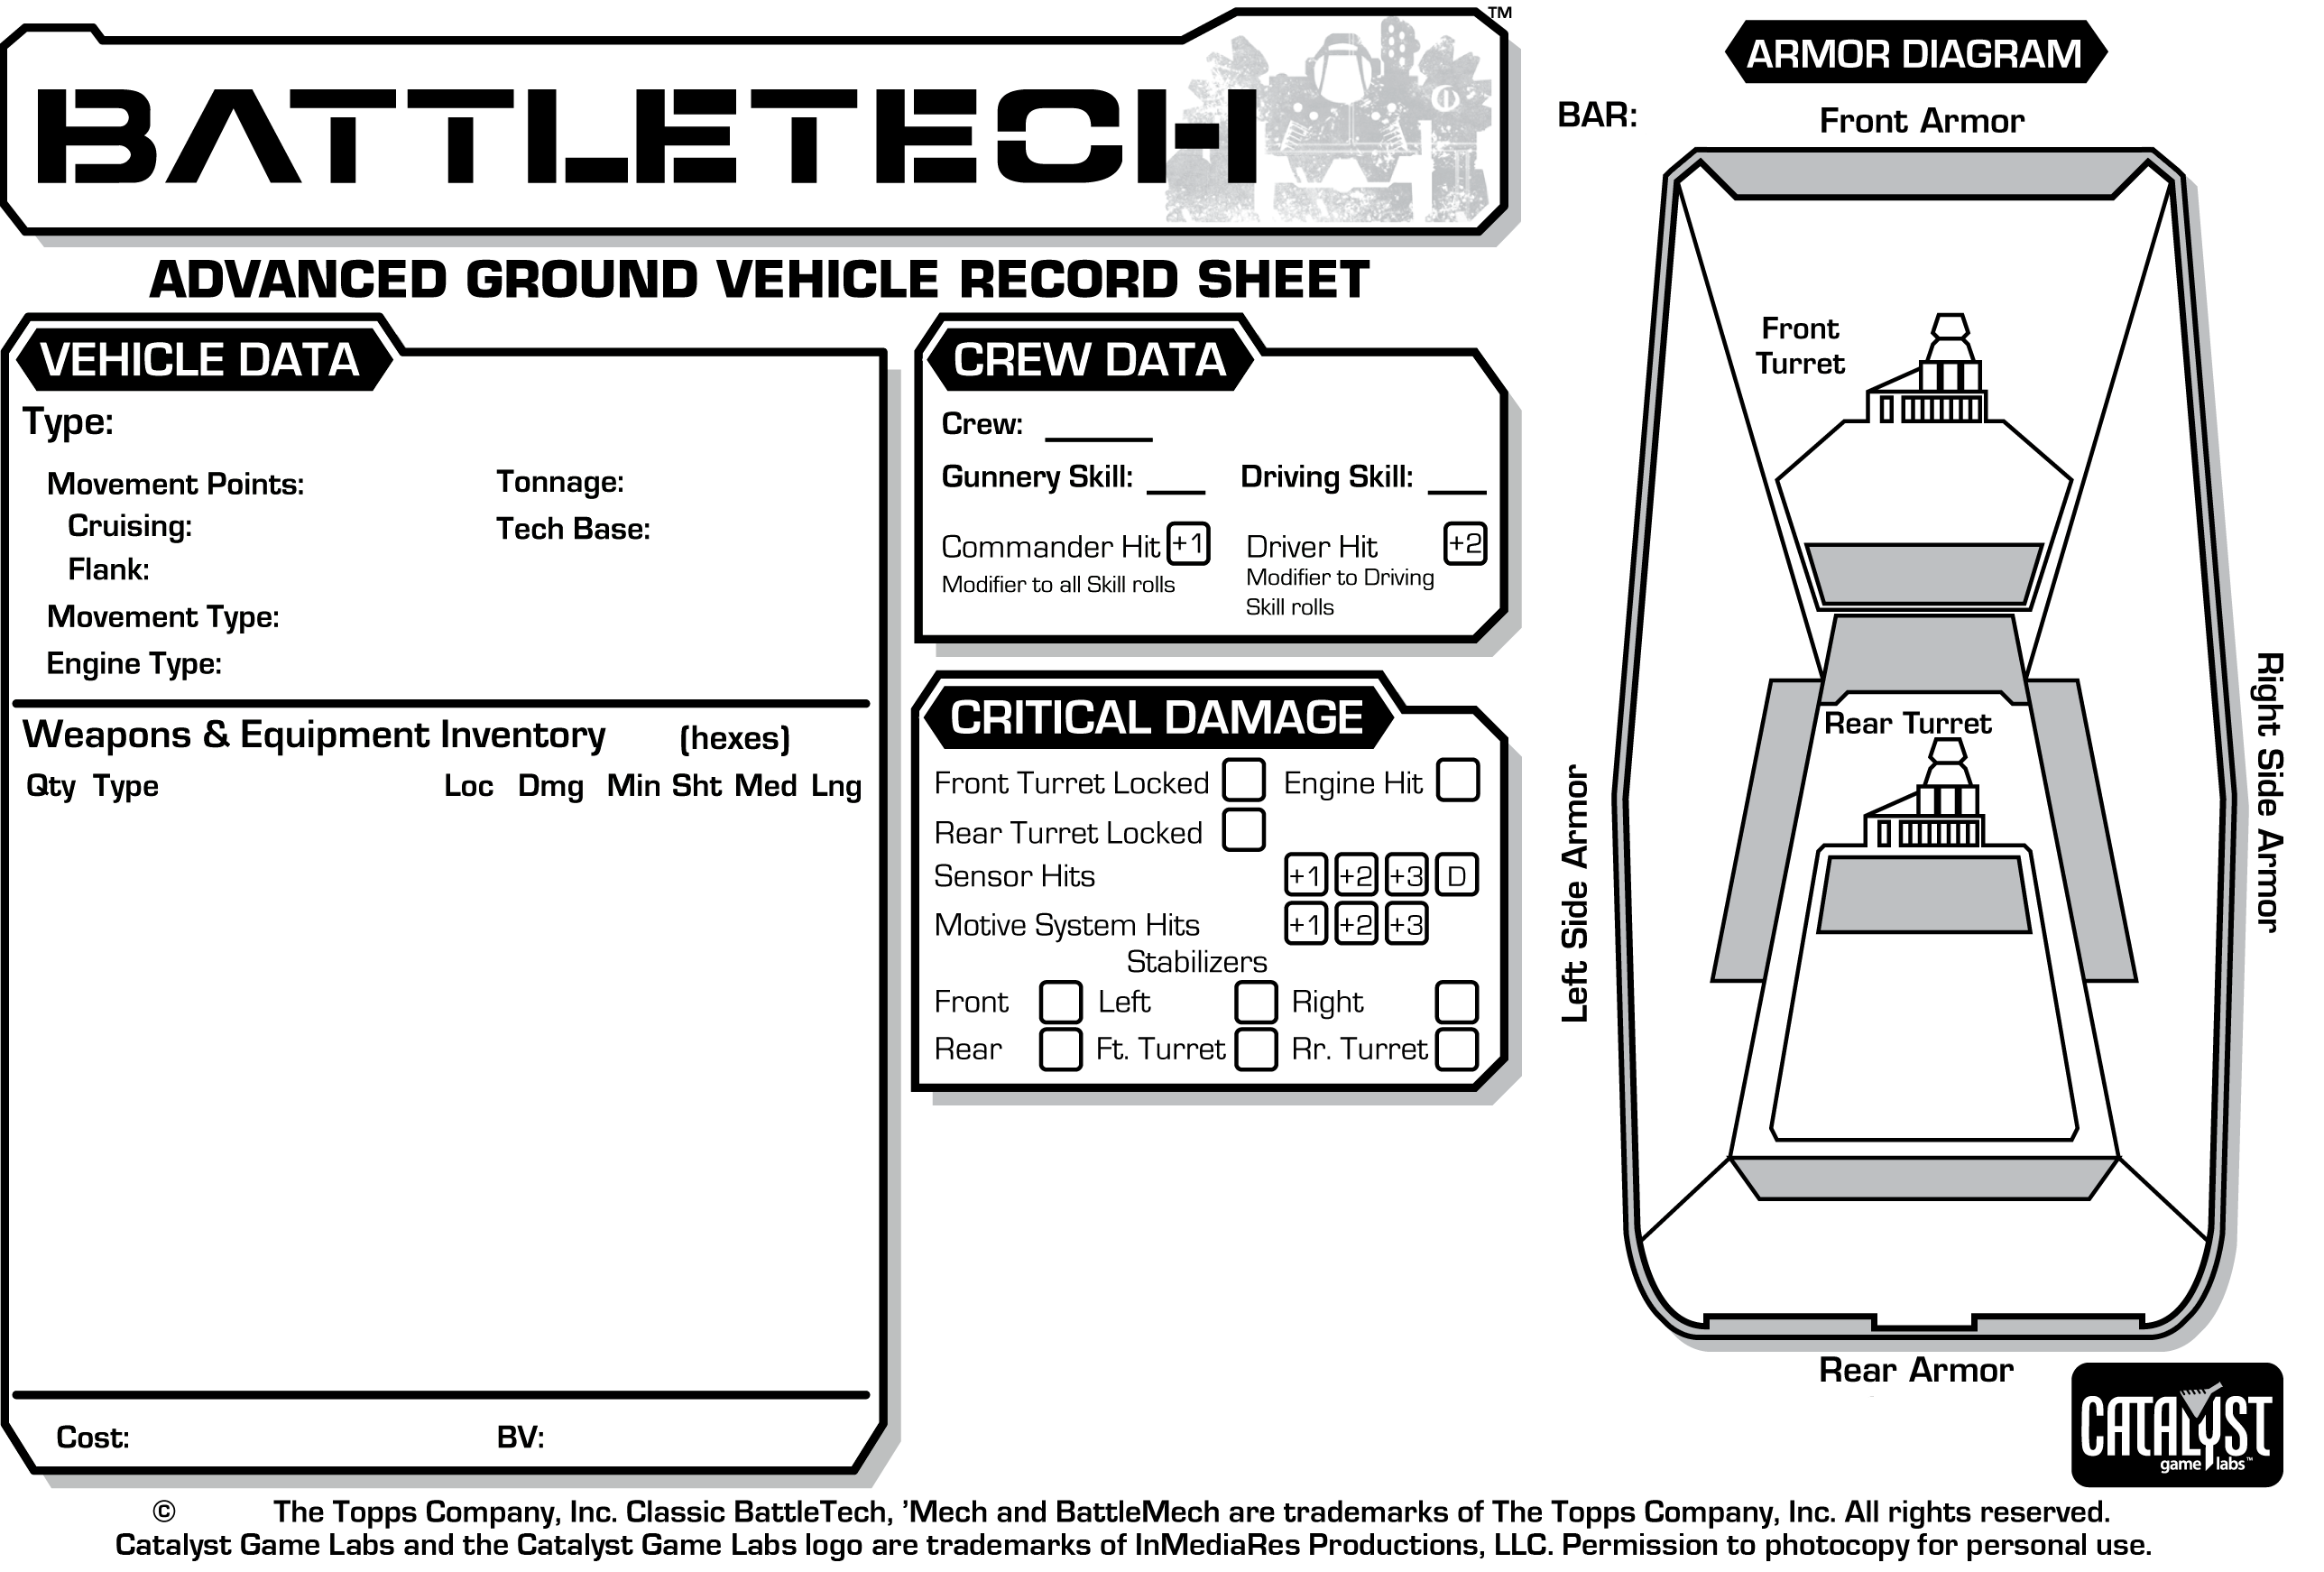 BATTLETECH
TM
ADVANCED GROUND VEHICLE RECORD SHEET
VEHICLE DATA
Type:
Movement Points:
Tonnage:
Cruising:
Tech Base:
Flank:
Movement Type:
Engine Type:
Weapons & Equipment Inventory (hexes)
Qty Type Loc Dmg Min Sht Med Lng
Cost: BV:
CREW DATA
Crew:
Gunnery Skill: Driving Skill:
Commander Hit +1 Driver Hit +2
Modifier to all Skill rolls
Modifier to Driving
Skill rolls
CRITICAL DAMAGE
Front Turret Locked Engine Hit
Rear Turret Locked
Sensor Hits +1 +2 +3 D
Motive System Hits +1 +2 +3
Stabilizers
Front Left Right
Rear Ft. Turret Rr. Turret
ARMOR DIAGRAM
BAR:
Front Armor
Front
Turret
Rear Turret
Left Side Armor
Right Side Armor
Rear Armor
CATALYST
game labs™
© The Topps Company, Inc. Classic BattleTech, ’Mech and BattleMech are trademarks of The Topps Company, Inc. All rights reserved.
Catalyst Game Labs and the Catalyst Game Labs logo are trademarks of InMediaRes Productions, LLC. Permission to photocopy for personal use.